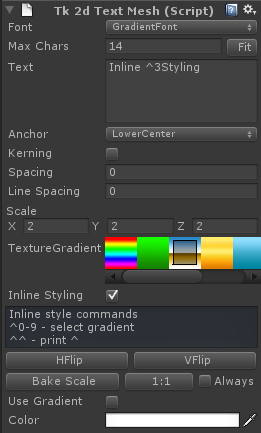 Tk 2d Text Mesh (Script)
Font GradientFont
Max Chars 14 Fit
Text Inline ^3Styling
Anchor LowerCenter
Kerning
Spacing 0
Line Spacing 0
Scale
X 2 Y 2 Z 2
TextureGradient
Inline Styling
Inline style commands
^0-9 - select gradient
^^ - print ^
HFlip VFlip
Bake Scale 1:1 Always
Use Gradient
Color